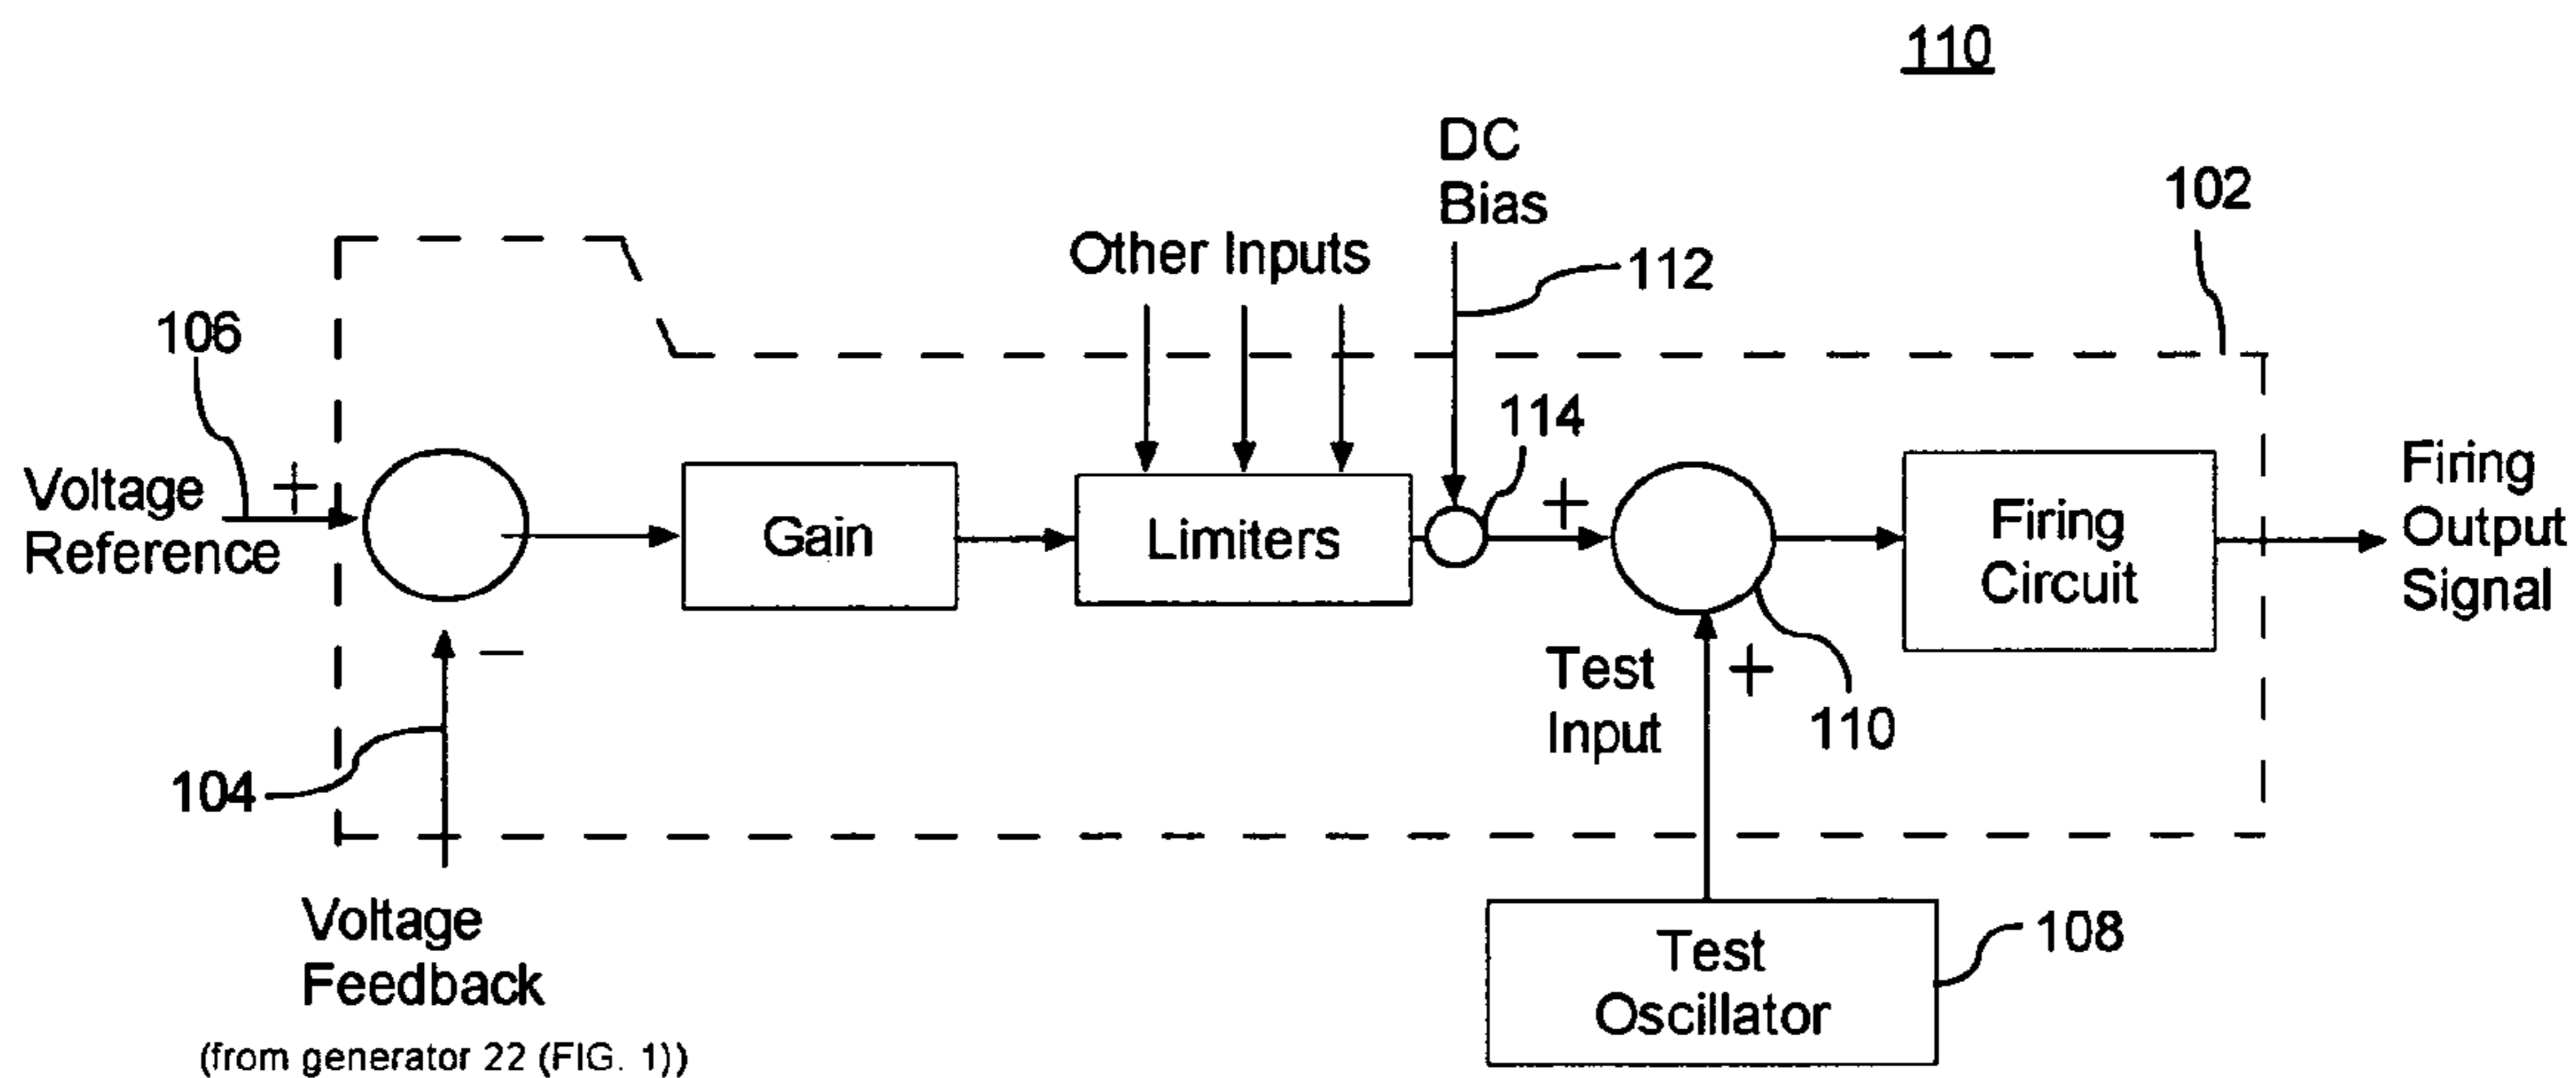 110
DC
Bias
102
Other Inputs
112
106
114
+
Voltage
Reference
Gain
Limiters
+
Firing
Circuit
Firing
Output
Signal
−
Test
Input
+
110
104
Voltage
Feedback
(from generator 22 (FIG. 1))
Test
Oscillator
108